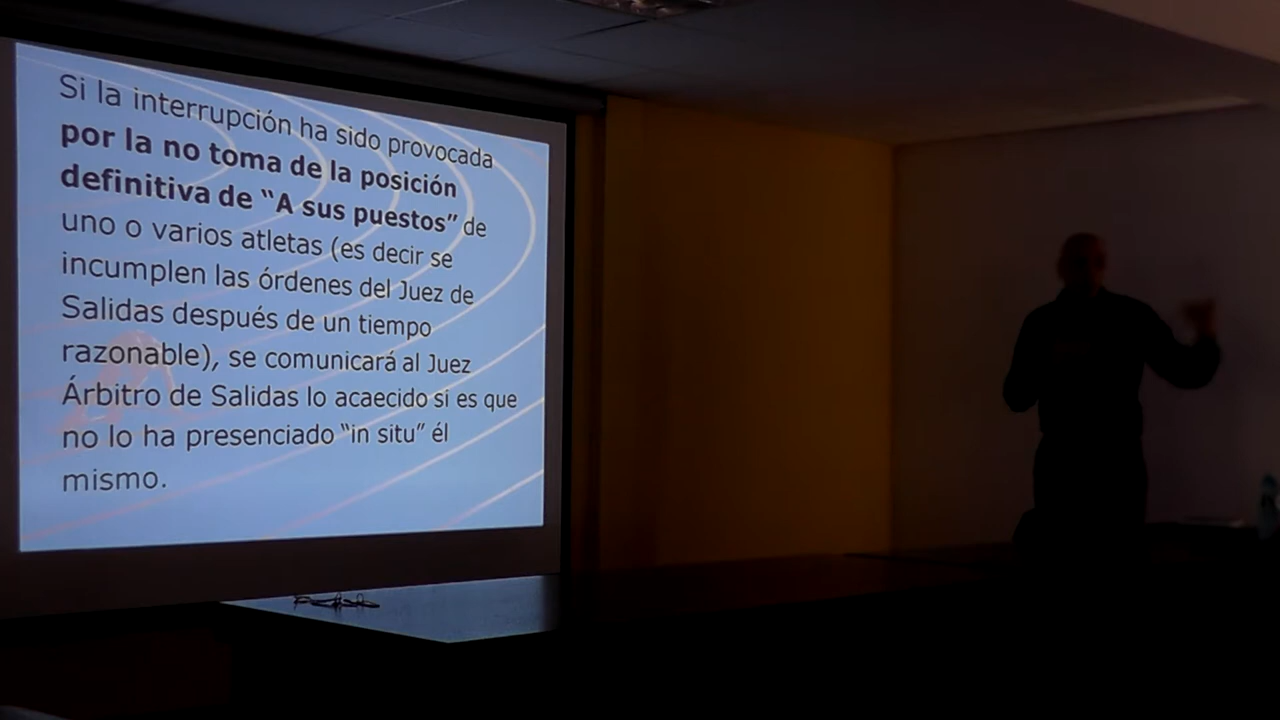 Si la interrupción ha sido provocada
por la no toma de la posición
definitiva de “A sus puestos” de
uno o varios atletas (es decir se
incumplen las órdenes del Juez de
Salidas después de un tiempo
razonable), se comunicará al Juez
Árbitro de Salidas lo acaecido si es que
no lo ha presenciado “in situ” él
mismo.